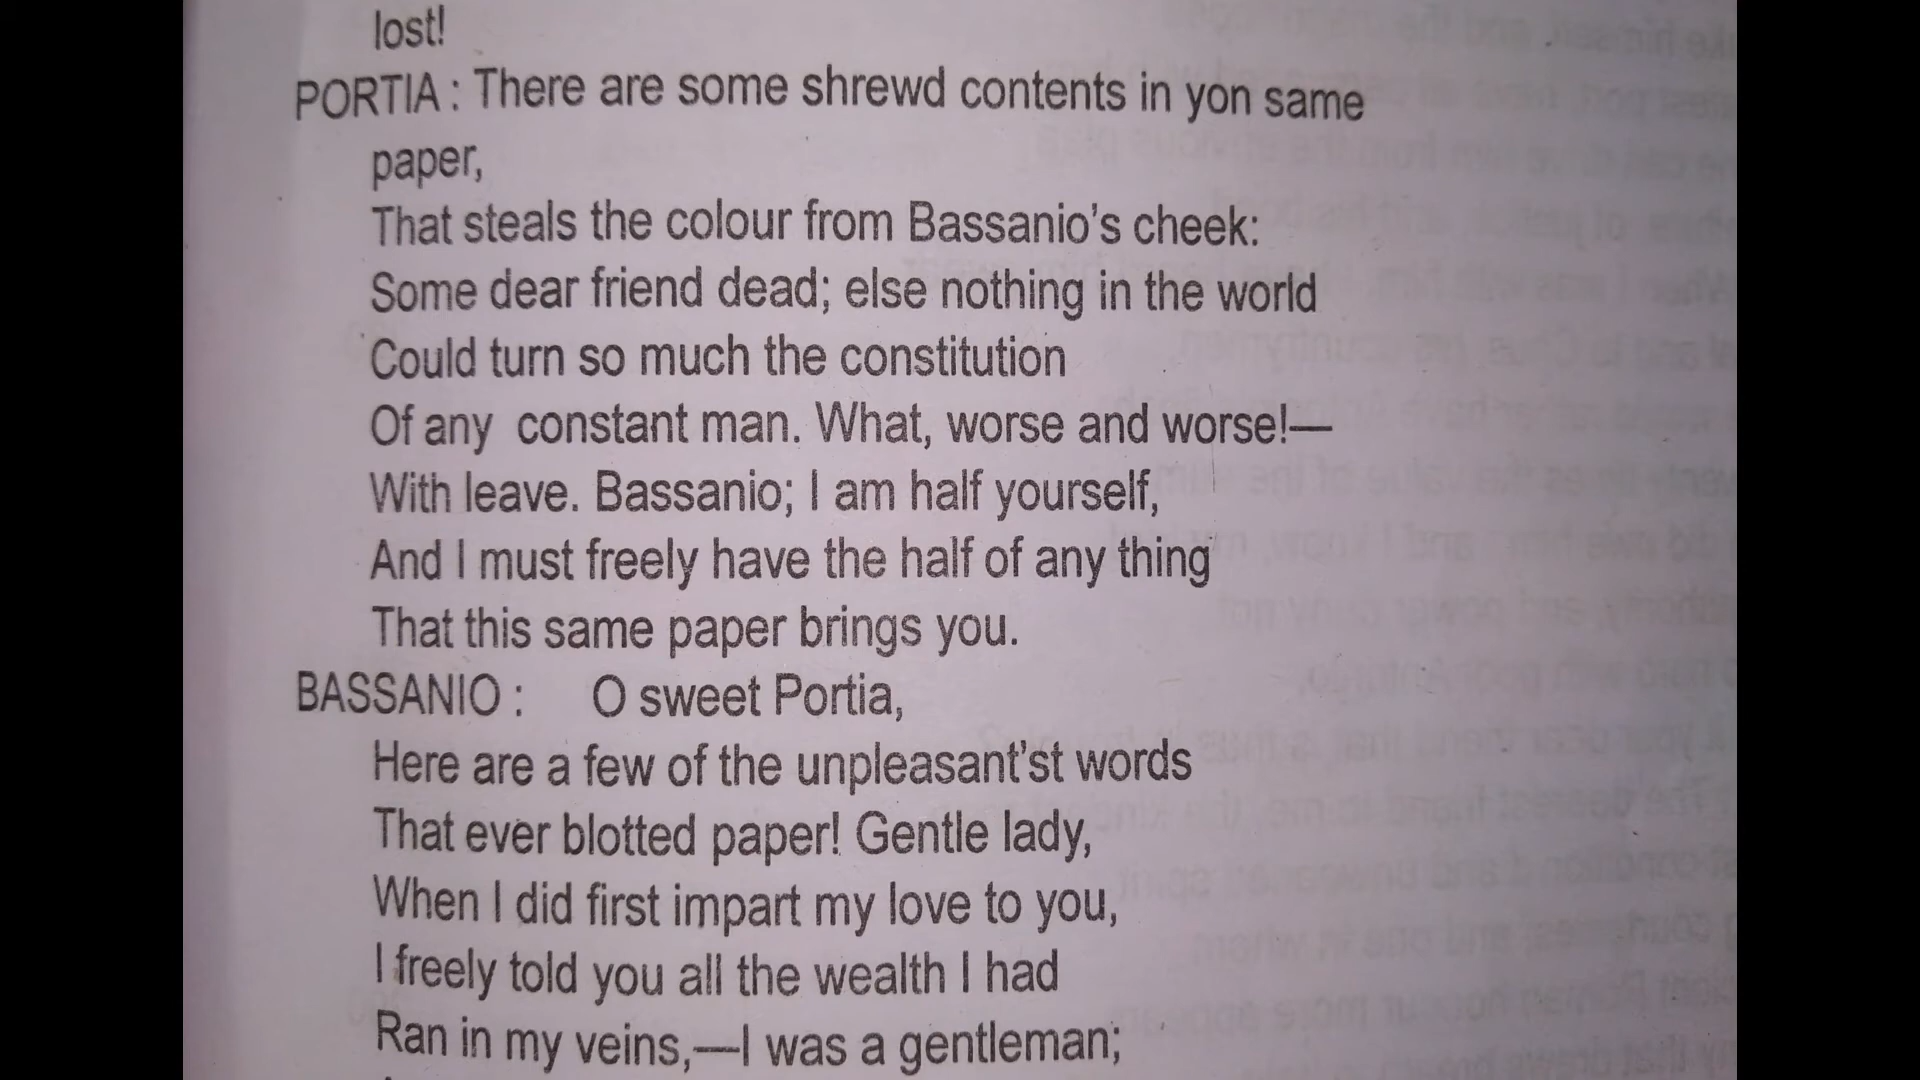 lost!
PORTIA : There are some shrewd contents in yon same
paper,
That steals the colour from Bassanio's cheek:
Some dear friend dead; else nothing in the world
Could turn so much the constitution
Of any constant man. What, worse and worse!—
With leave. Bassanio; I am half yourself,
And I must freely have the half of any thing
That this same paper brings you.
BASSANIO : O sweet Portia,
Here are a few of the unpleasant'st words
That ever blotted paper! Gentle lady,
When I did first impart my love to you,
I freely told you all the wealth I had
Ran in my veins,—I was a gentleman;